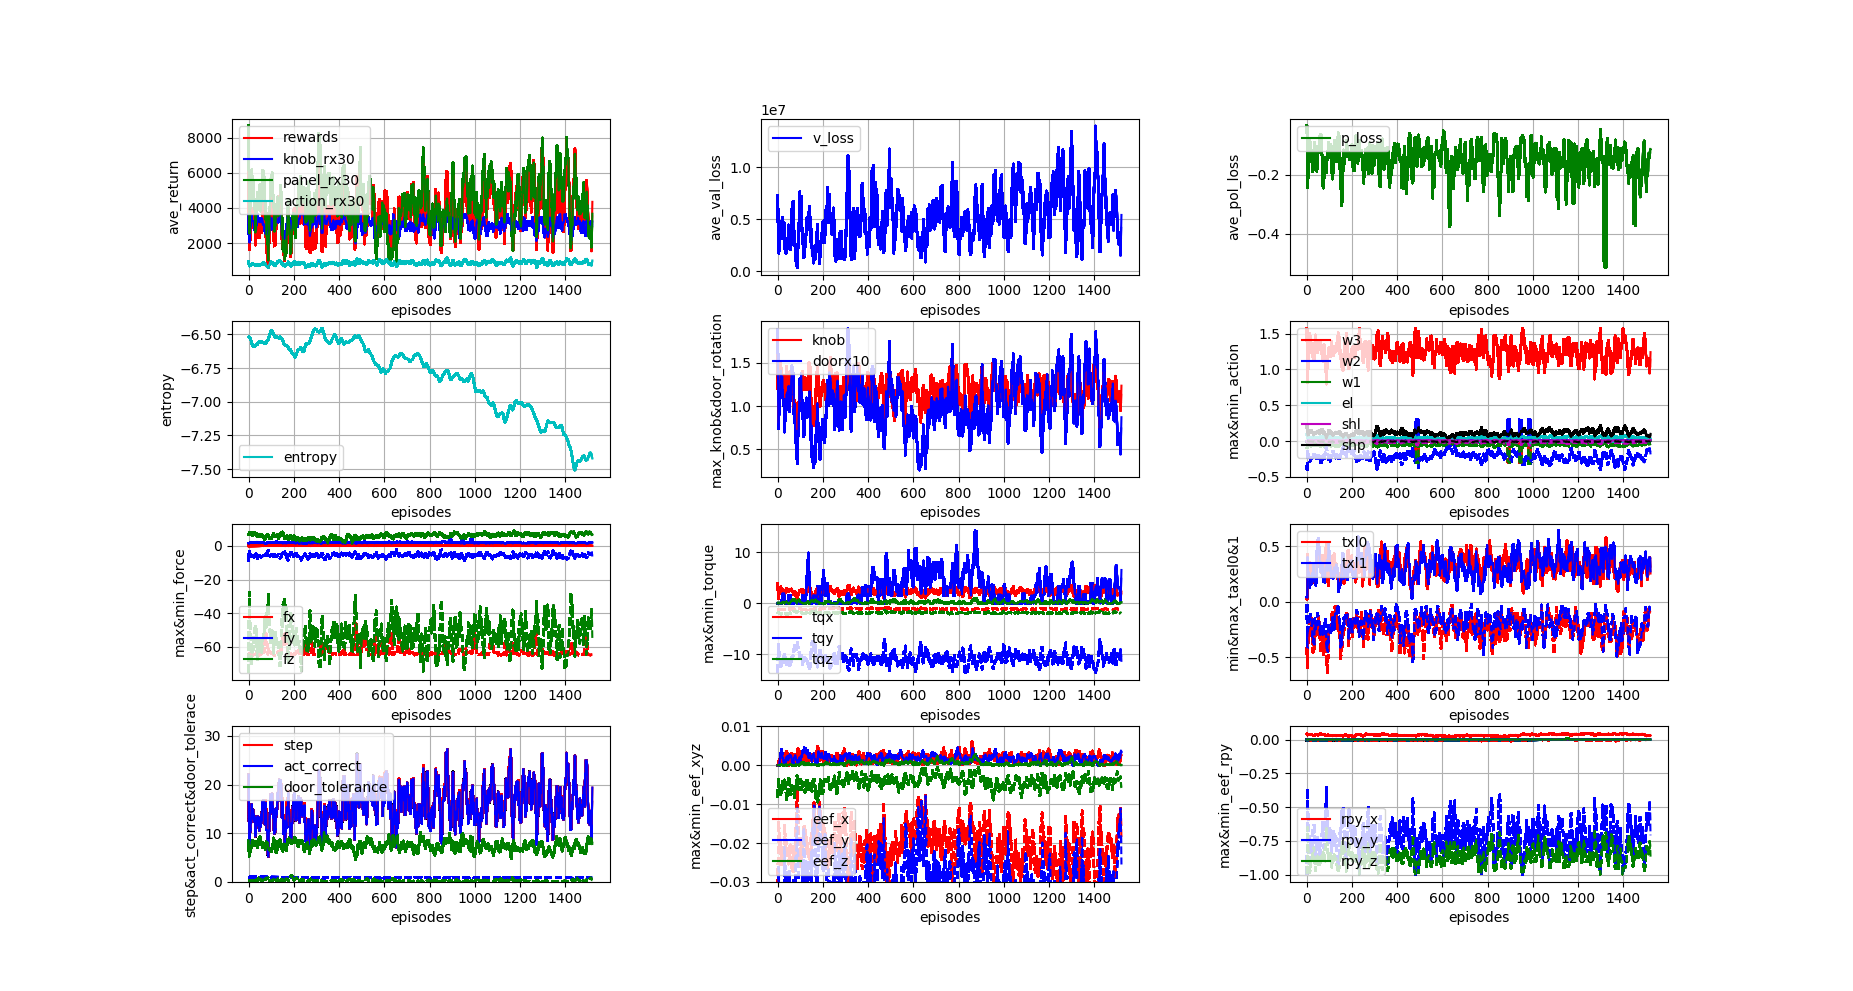 8000
6000
4000
2000
ave_return
rewards
knob_rx30
panel_rx30
action_rx30
0 200 400 600 800 1000 1200 1400
episodes
1e7
1.0
0.5
0.0
ave_val_loss
v_loss
0 200 400 600 800 1000 1200 1400
episodes
−0.2
−0.4
ave_pol_loss
p_loss
0 200 400 600 800 1000 1200 1400
episodes
−6.50
−6.75
−7.00
−7.25
−7.50
entropy
entropy
0 200 400 600 800 1000 1200 1400
episodes
1.5
1.0
0.5
max_knob&door_rotation
knob
doorx10
0 200 400 600 800 1000 1200 1400
episodes
1.5
1.0
0.5
0.0
−0.5
max&min_action
w3
w2
w1
el
shl
shp
0 200 400 600 800 1000 1200 1400
episodes
0
−20
−40
−60
max&min_force
fx
fy
fz
0 200 400 600 800 1000 1200 1400
episodes
10
0
−10
max&min_torque
tqx
tqy
tqz
0 200 400 600 800 1000 1200 1400
episodes
0.5
0.0
−0.5
min&max_taxel0&1
txl0
txl1
0 200 400 600 800 1000 1200 1400
episodes
30
20
10
0
step&act_correct&door_tolerace
step
act_correct
door_tolerance
0 200 400 600 800 1000 1200 1400
episodes
0.01
0.00
−0.01
−0.02
−0.03
max&min_eef_xyz
eef_x
eef_y
eef_z
0 200 400 600 800 1000 1200 1400
episodes
0.00
−0.25
−0.50
−0.75
−1.00
max&min_eef_rpy
rpy_x
rpy_y
rpy_z
0 200 400 600 800 1000 1200 1400
episodes